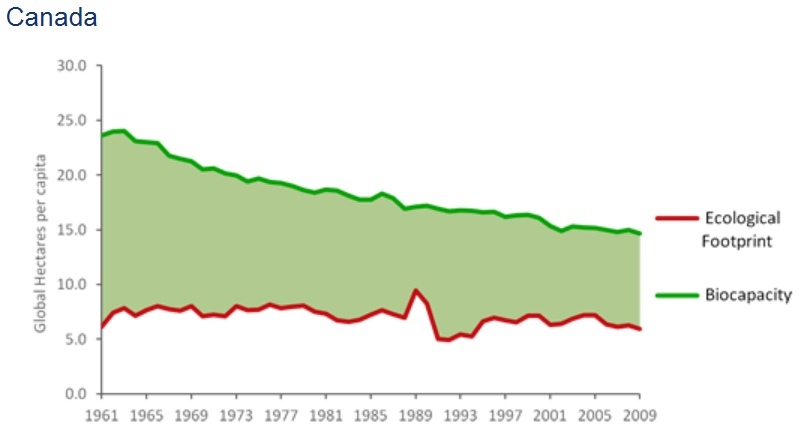 Canada
30.0
25.0
20.0
15.0
10.0
5.0
0.0
Global Hectares per capita
1961 1965 1969 1973 1977 1981 1985 1989 1993 1997 2001 2005 2009
Ecological
Footprint
Biocapacity